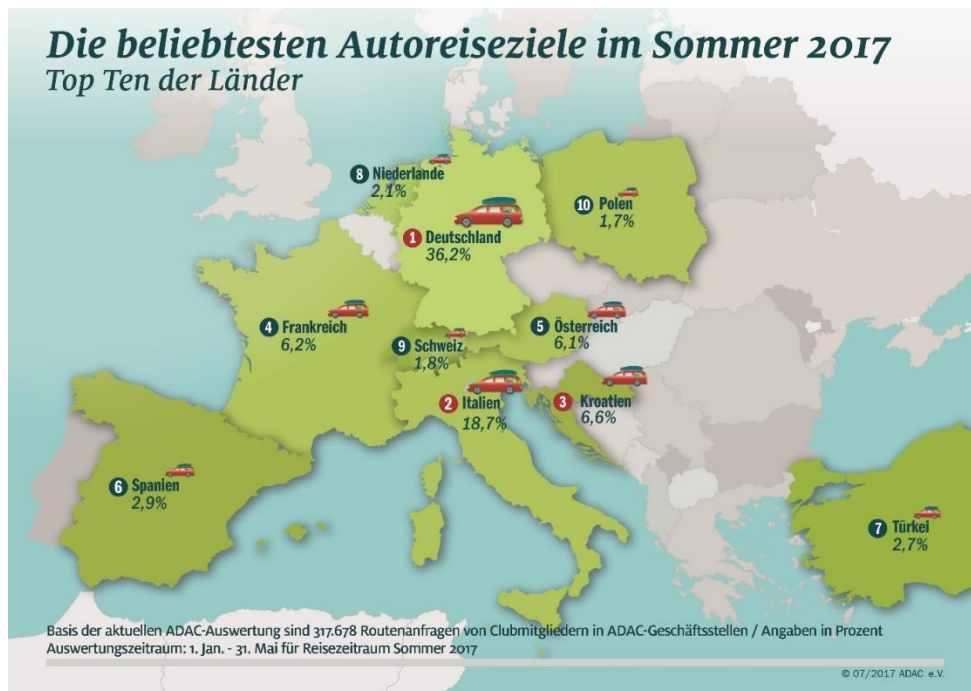 Die beliebtesten Autoreiseziele im Sommer 2017
Top Ten der Länder
8 Niederlande
2,1%
10 Polen
1,7%
1 Deutschland
36,2%
4 Frankreich
6,2%
5 Österreich
6,1%
9 Schweiz
1,8%
2 Italien
18,7%
3 Kroatien
6,6%
6 Spanien
2,9%
7 Türkei
2,7%
Basis der aktuellen ADAC-Auswertung sind 317.678 Routenanfragen von Clubmitgliedern in ADAC-Geschäftsstellen / Angaben in Prozent
Auswertungszeitraum: 1. Jan. - 31. Mai für Reisezeitraum Sommer 2017
© 07/2017 ADAC e.V.